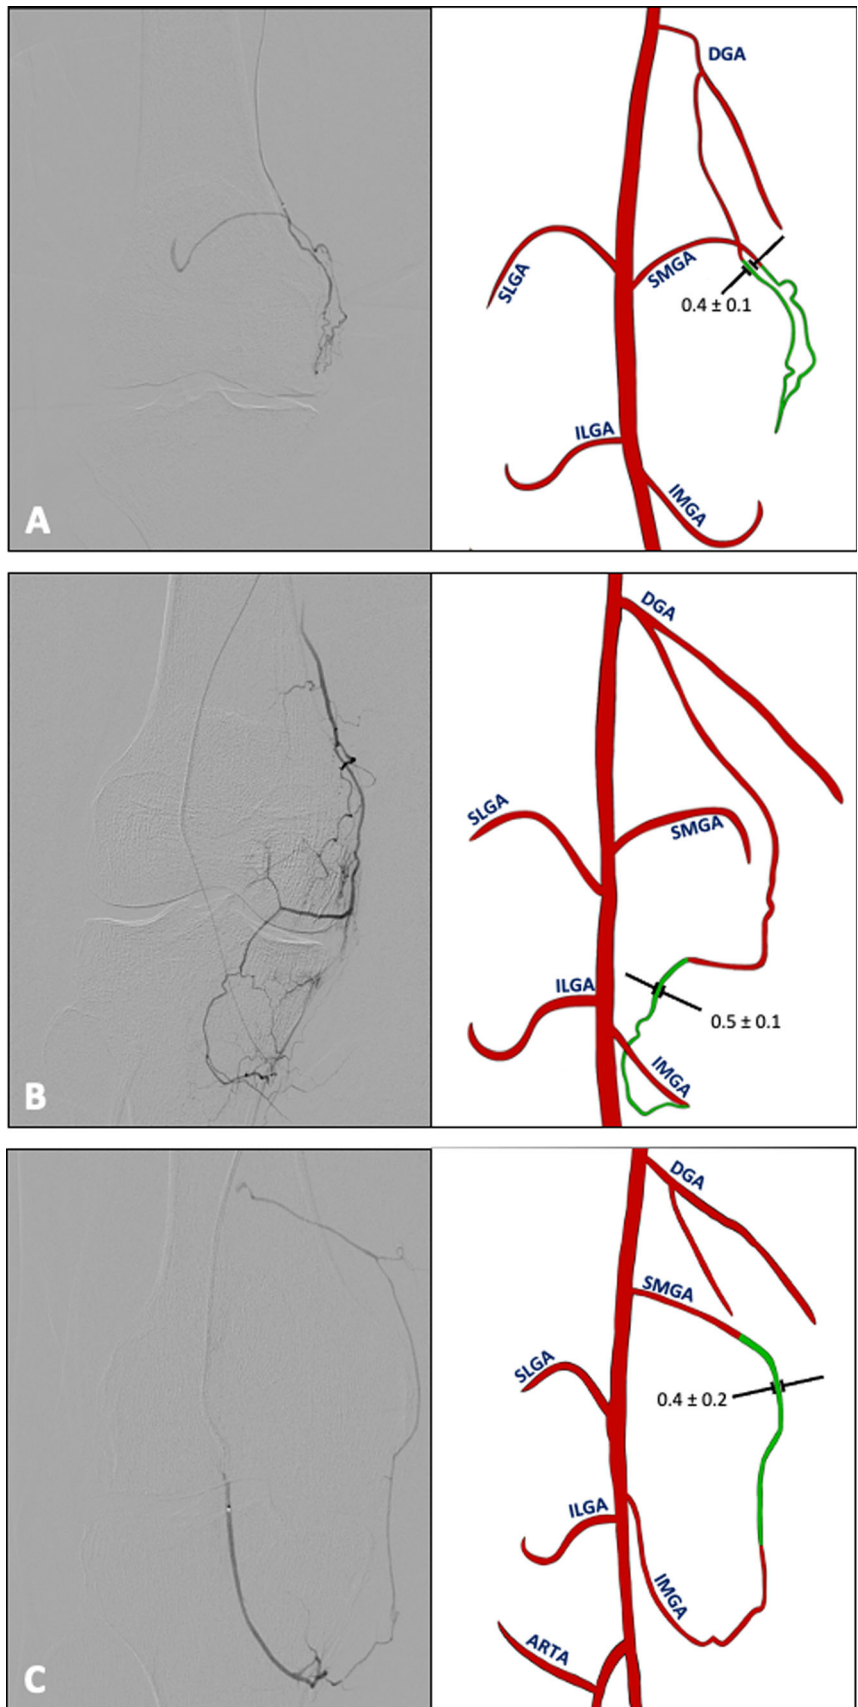 DGA
SLGA
SMGA
0.4 ± 0.1
ILGA
IMGA
A
DGA
SLGA
SMGA
ILGA
0.5 ± 0.1
IMGA
B
DGA
SMGA
SLGA
0.4 ± 0.2
ILGA
IMGA
ARTA
C